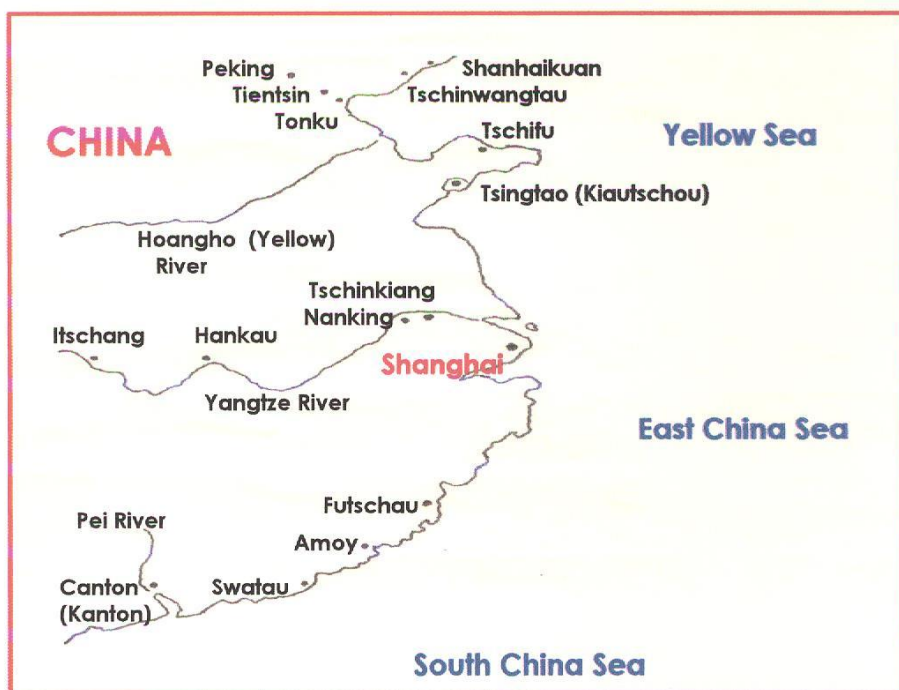 Peking
Shanhaikuan
Tientsin
Tschinwangtau
Tonku
CHINA
Tschifu
Yellow Sea
Tsingtao (Kiautschou)
Hoangho (Yellow)
River
Tschinkiang
Nanking
Itschang
Hankau
Shanghai
Yangtze River
East China Sea
Futschau
Pei River
Amoy
Canton
(Kanton)
Swatau
South China Sea